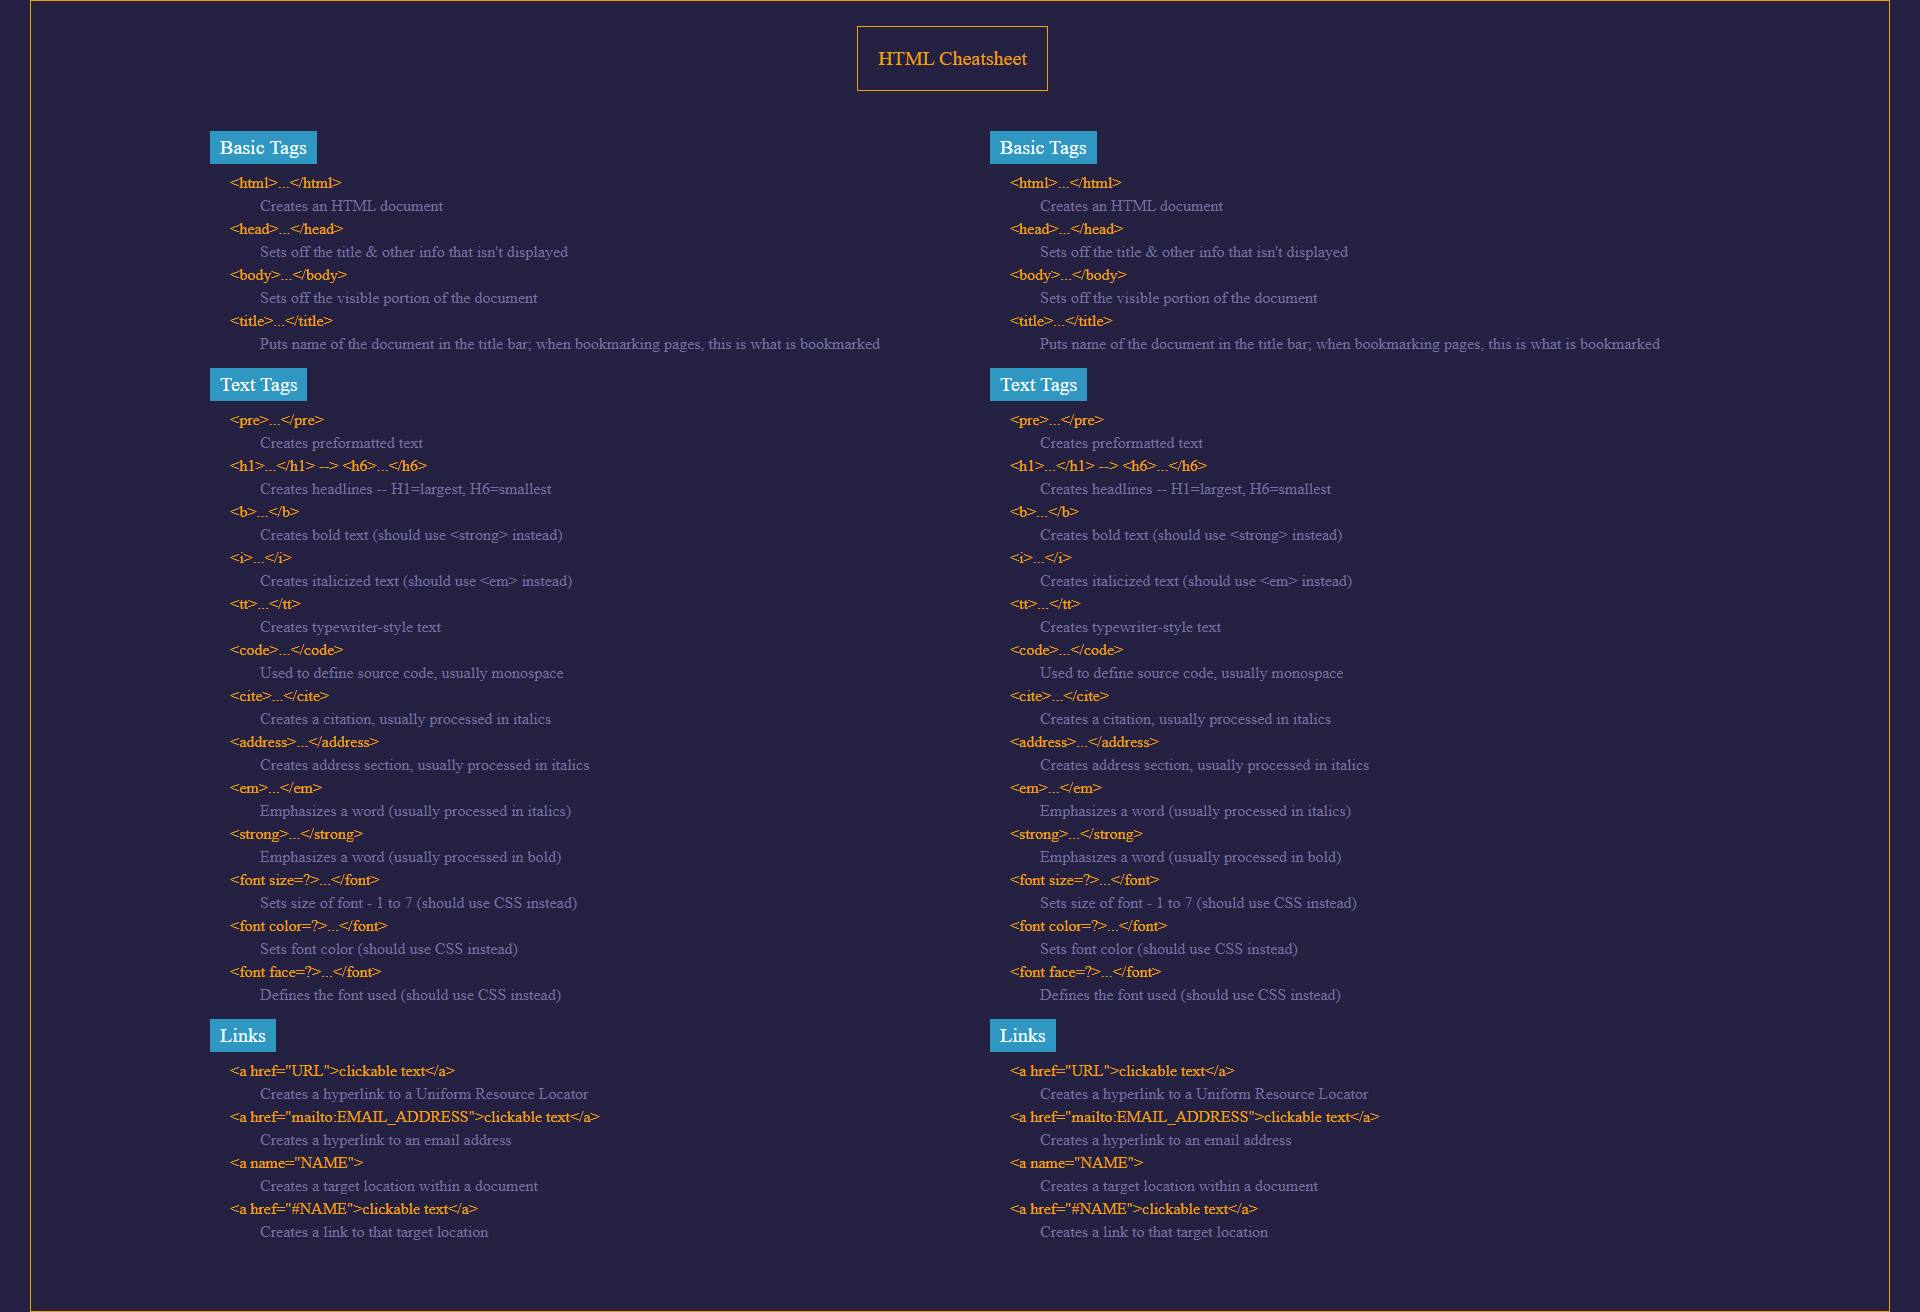 HTML Cheatsheet
Basic Tags
<html>...</html>
Creates an HTML document
<head>...</head>
Sets off the title & other info that isn't displayed
<body>...</body>
Sets off the visible portion of the document
<title>...</title>
Puts name of the document in the title bar; when bookmarking pages, this is what is bookmarked
Text Tags
<pre>...</pre>
Creates preformatted text
<h1>...</h1> --> <h6>...</h6>
Creates headlines -- H1=largest, H6=smallest
<b>...</b>
Creates bold text (should use <strong> instead)
<i>...</i>
Creates italicized text (should use <em> instead)
<tt>...</tt>
Creates typewriter-style text
<code>...</code>
Used to define source code, usually monospace
<cite>...</cite>
Creates a citation, usually processed in italics
<address>...</address>
Creates address section, usually processed in italics
<em>...</em>
Emphasizes a word (usually processed in italics)
<strong>...</strong>
Emphasizes a word (usually processed in bold)
<font size=?>...</font>
Sets size of font - 1 to 7 (should use CSS instead)
<font color=?>...</font>
Sets font color (should use CSS instead)
<font face=?>...</font>
Defines the font used (should use CSS instead)
Links
<a href="URL">clickable text</a>
Creates a hyperlink to a Uniform Resource Locator
<a href="mailto:EMAIL_ADDRESS">clickable text</a>
Creates a hyperlink to an email address
<a name="NAME">
Creates a target location within a document
<a href="#NAME">clickable text</a>
Creates a link to that target location
Basic Tags
<html>...</html>
Creates an HTML document
<head>...</head>
Sets off the title & other info that isn't displayed
<body>...</body>
Sets off the visible portion of the document
<title>...</title>
Puts name of the document in the title bar; when bookmarking pages, this is what is bookmarked
Text Tags
<pre>...</pre>
Creates preformatted text
<h1>...</h1> --> <h6>...</h6>
Creates headlines -- H1=largest, H6=smallest
<b>...</b>
Creates bold text (should use <strong> instead)
<i>...</i>
Creates italicized text (should use <em> instead)
<tt>...</tt>
Creates typewriter-style text
<code>...</code>
Used to define source code, usually monospace
<cite>...</cite>
Creates a citation, usually processed in italics
<address>...</address>
Creates address section, usually processed in italics
<em>...</em>
Emphasizes a word (usually processed in italics)
<strong>...</strong>
Emphasizes a word (usually processed in bold)
<font size=?>...</font>
Sets size of font - 1 to 7 (should use CSS instead)
<font color=?>...</font>
Sets font color (should use CSS instead)
<font face=?>...</font>
Defines the font used (should use CSS instead)
Links
<a href="URL">clickable text</a>
Creates a hyperlink to a Uniform Resource Locator
<a href="mailto:EMAIL_ADDRESS">clickable text</a>
Creates a hyperlink to an email address
<a name="NAME">
Creates a target location within a document
<a href="#NAME">clickable text</a>
Creates a link to that target location